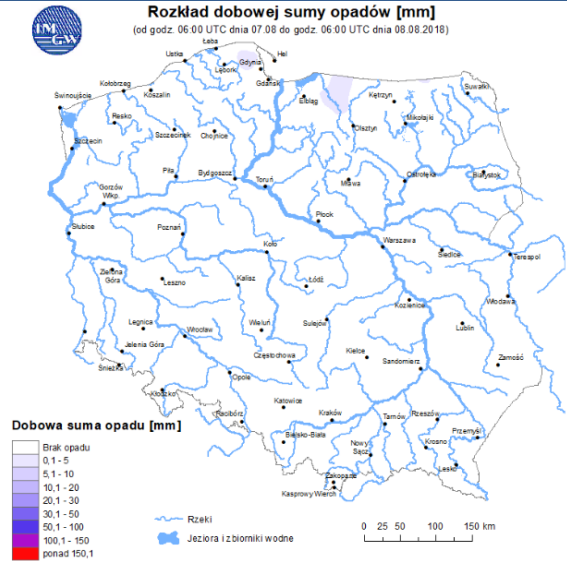 IMGW
Rozkład dobowej sumy opadów [mm]
(od godz. 06:00 UTC dnia 07.08 do godz. 06:00 UTC dnia 08.08.2018)
Łeba
Ustka
Hel
Gdynia
Lębork
Gdańsk
Kołobrzeg
Koszalin
Świnoujście
Elbląg
Kętrzyn
Suwałki
Resko
Szczecinek
Chojnice
Olsztyn
Mikołajki
Szczecin
Piła
Bydgoszcz
Toruń
Mława
Ostrołęka
Białystok
Gorzów
Wlkp.
Płock
Słubice
Poznań
Koło
Warszawa
Siedlce
Terespol
Zielona
Góra
Leszno
Kalisz
Łódź
Kozienice
Włodawa
Legnica
Wrocław
Wieluń
Sulejów
Lublin
Jelenia Góra
Częstochowa
Kielce
Sandomierz
Zamość
Śnieżka
Kłodzko
Opole
Racibórz
Katowice
Kraków
Tarnów
Rzeszów
Przemyśl
Bielsko-Biała
Nowy
Sącz
Krosno
Lesko
Zakopane
Kasprowy Wierch
Dobowa suma opadu [mm]
Brak opadu
0,1 - 5
5,1 - 10
10,1 - 20
20,1 - 30
30,1 - 50
50,1 - 100
100,1 - 150
ponad 150,1
Rzeki
Jeziora i zbiorniki wodne
0 25 50 100 150 km